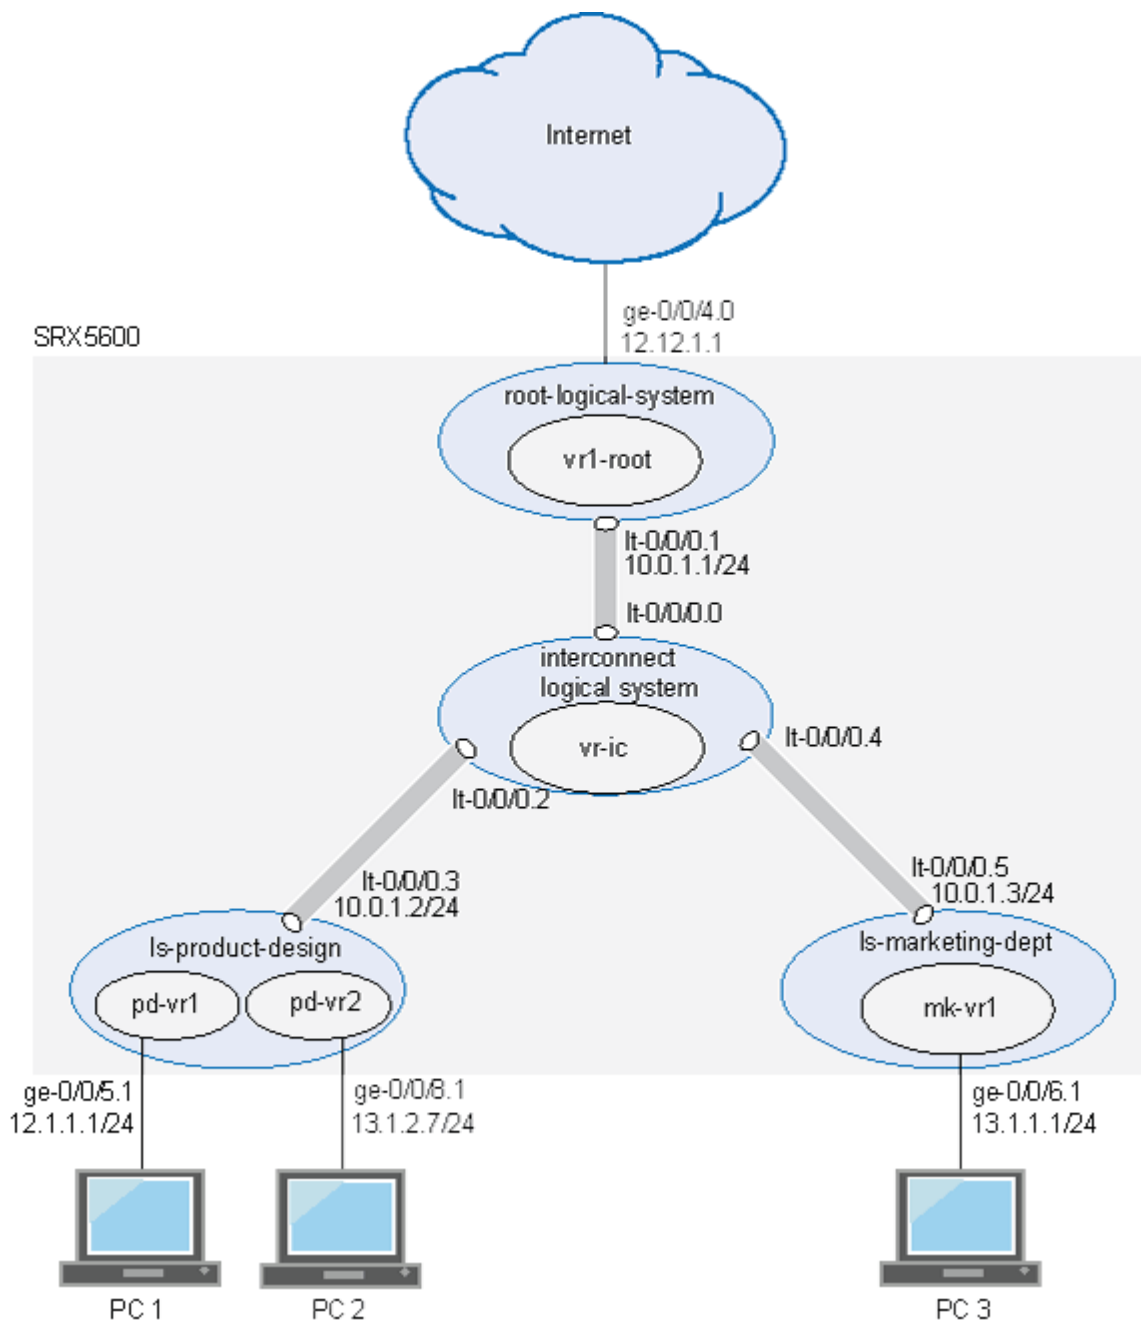 Internet
ge-0/0/4.0
12.12.1.1
SRX5600
root-logical-system
vr1-root
lt-0/0/0.1
10.0.1.1/24
lt-0/0/0.0
interconnect
logical system
vr-ic
lt-0/0/0.4
lt-0/0/0.2
lt-0/0/0.3
10.0.1.2/24
lt-0/0/0.5
10.0.1.3/24
ls-product-design
pd-vr1
pd-vr2
ls-marketing-dept
mk-vr1
ge-0/0/5.1
12.1.1.1/24
ge-0/0/8.1
13.1.2.7/24
ge-0/0/6.1
13.1.1.1/24
PC 1
PC 2
PC 3